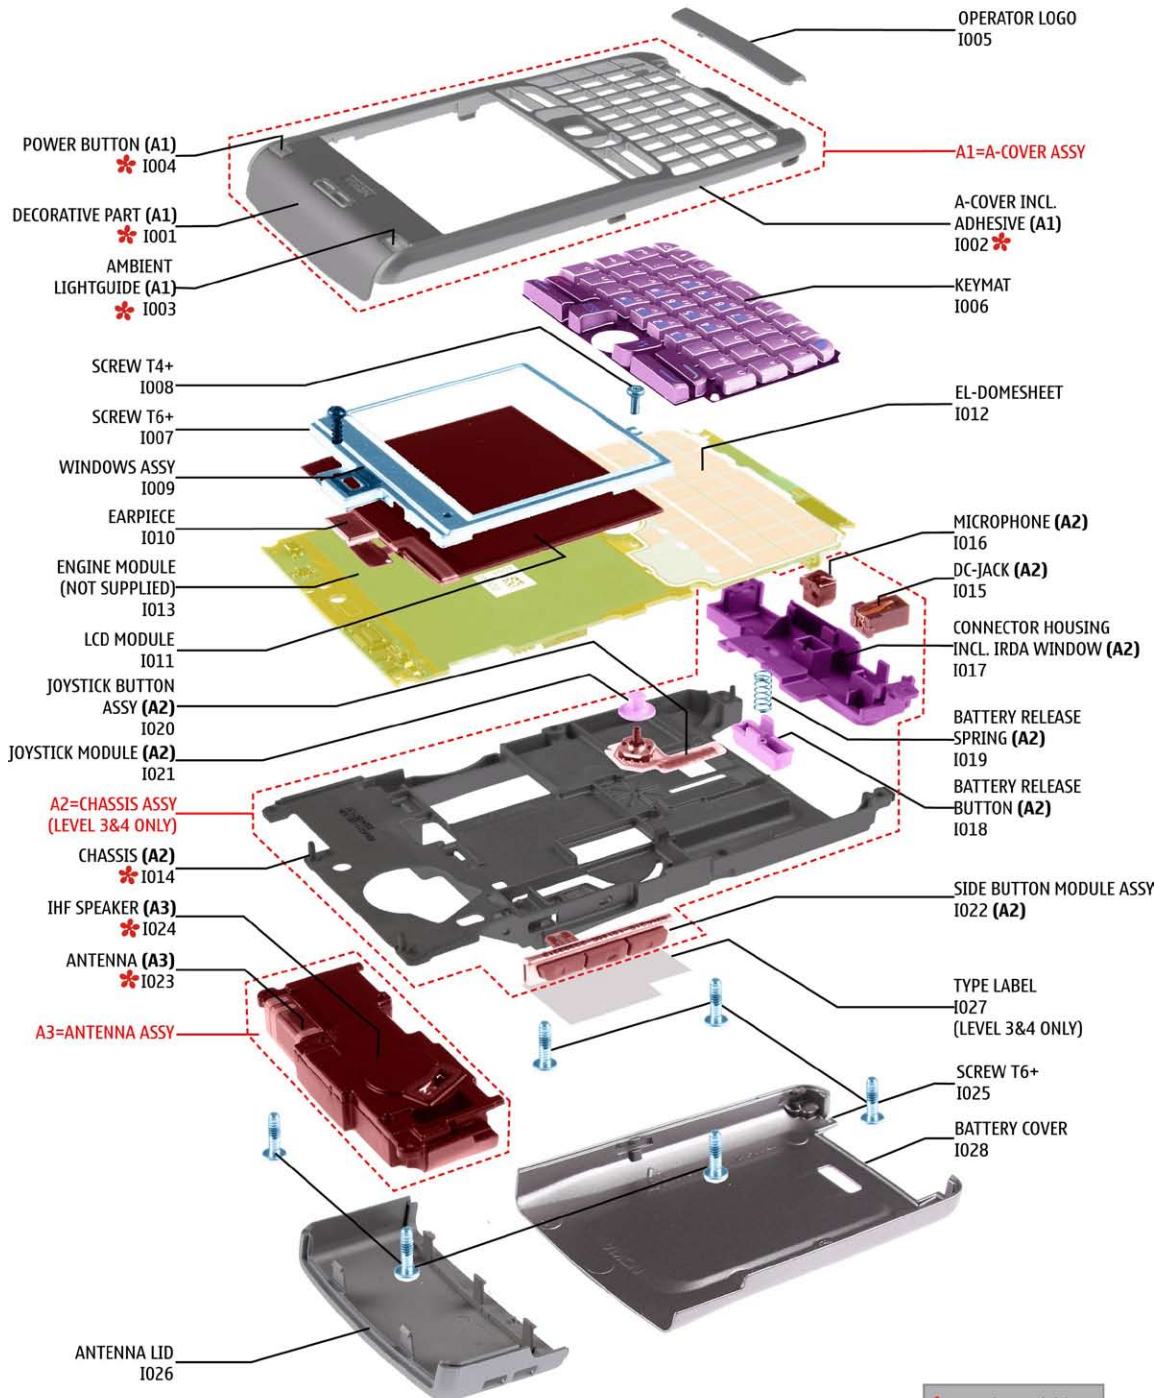 OPERATOR LOGO
I005
POWER BUTTON (A1)
* I004
A1=A-COVER ASSY
DECORATIVE PART (A1)
* I001
A-COVER INCL.
ADHESIVE (A1)
I002 *
AMBIENT
LIGHTGUIDE (A1)
* I003
KEYMAT
I006
SCREW T4+
I008
EL-DOMESHEET
I012
SCREW T6+
I007
WINDOWS ASSY
I009
EARPIECE
I010
MICROPHONE (A2)
I016
ENGINE MODULE
(NOT SUPPLIED)
I013
DC-JACK (A2)
I015
LCD MODULE
I011
CONNECTOR HOUSING
INCL. IRDA WINDOW (A2)
I017
JOYSTICK BUTTON
ASSY (A2)
I020
BATTERY RELEASE
SPRING (A2)
I019
JOYSTICK MODULE (A2)
I021
BATTERY RELEASE
BUTTON (A2)
I018
A2=CHASSIS ASSY
(LEVEL 3&4 ONLY)
CHASSIS (A2)
* I014
SIDE BUTTON MODULE ASSY
I022 (A2)
IHF SPEAKER (A3)
* I024
ANTENNA (A3)
* I023
TYPE LABEL
I027
(LEVEL 3&4 ONLY)
A3=ANTENNA ASSY
SCREW T6+
I025
BATTERY COVER
I028
NOKIA
ANTENNA LID
I026